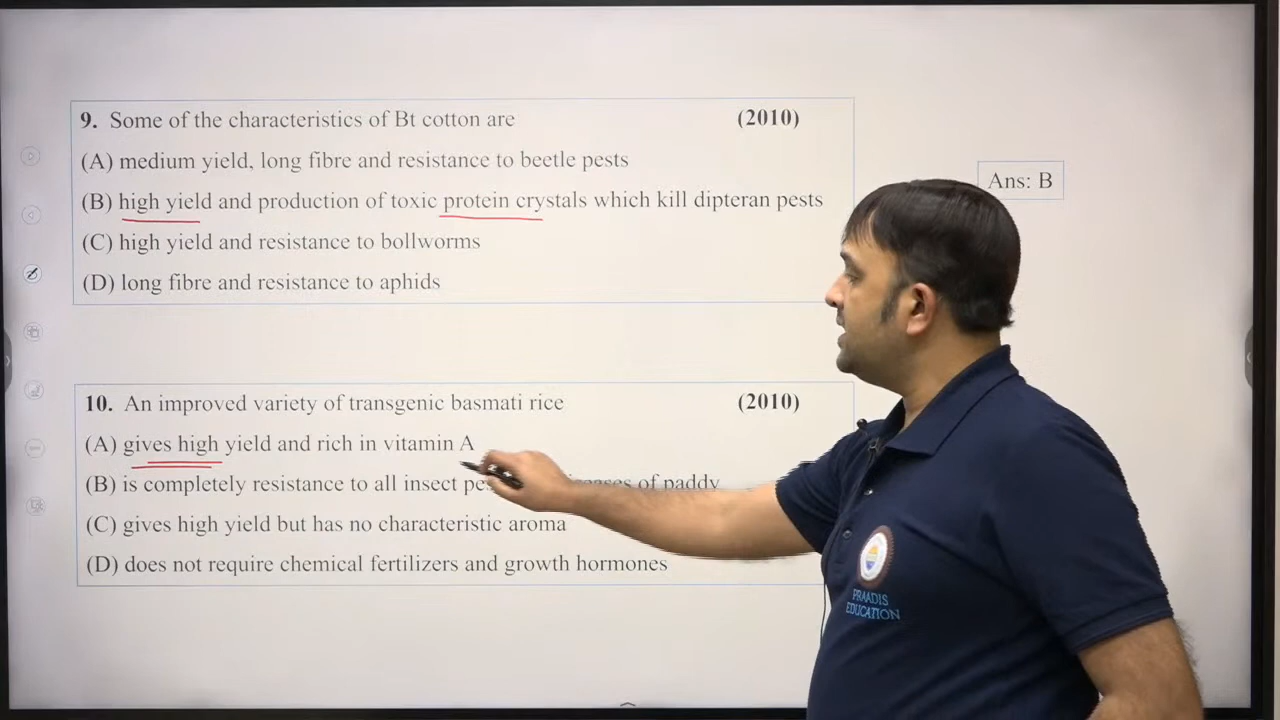 9. Some of the characteristics of Bt cotton are (2010)
(A) medium yield, long fibre and resistance to beetle pests
(B) high yield and production of toxic protein crystals which kill dipteran pests
(C) high yield and resistance to bollworms
(D) long fibre and resistance to aphids
Ans: B
10. An improved variety of transgenic basmati rice (2010)
(A) gives high yield and rich in vitamin A
(B) is completely resistance to all insect of paddy
(C) gives high yield but has no characteristic aroma
(D) does not require chemical fertilizers and growth hormones
PRAADIS
EDUCATION